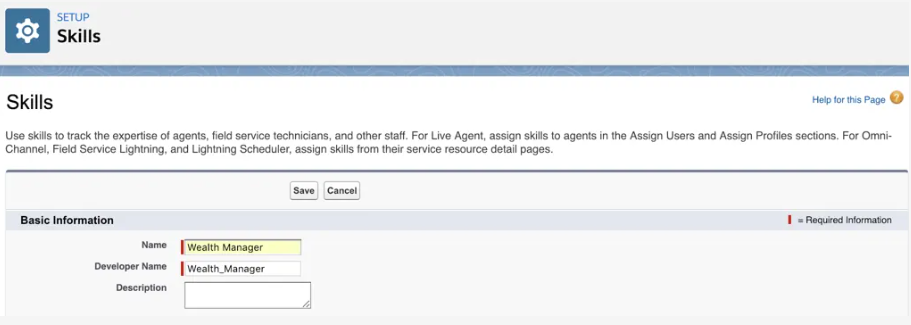 SETUP
Skills
Skills
Help for this Page ?
Use skills to track the expertise of agents, field service technicians, and other staff. For Live Agent, assign skills to agents in the Assign Users and Assign Profiles sections. For Omni-
Channel, Field Service Lightning, and Lightning Scheduler, assign skills from their service resource detail pages.
Save Cancel
Basic Information
= Required Information
Name Wealth Manager
Developer Name Wealth_Manager
Description